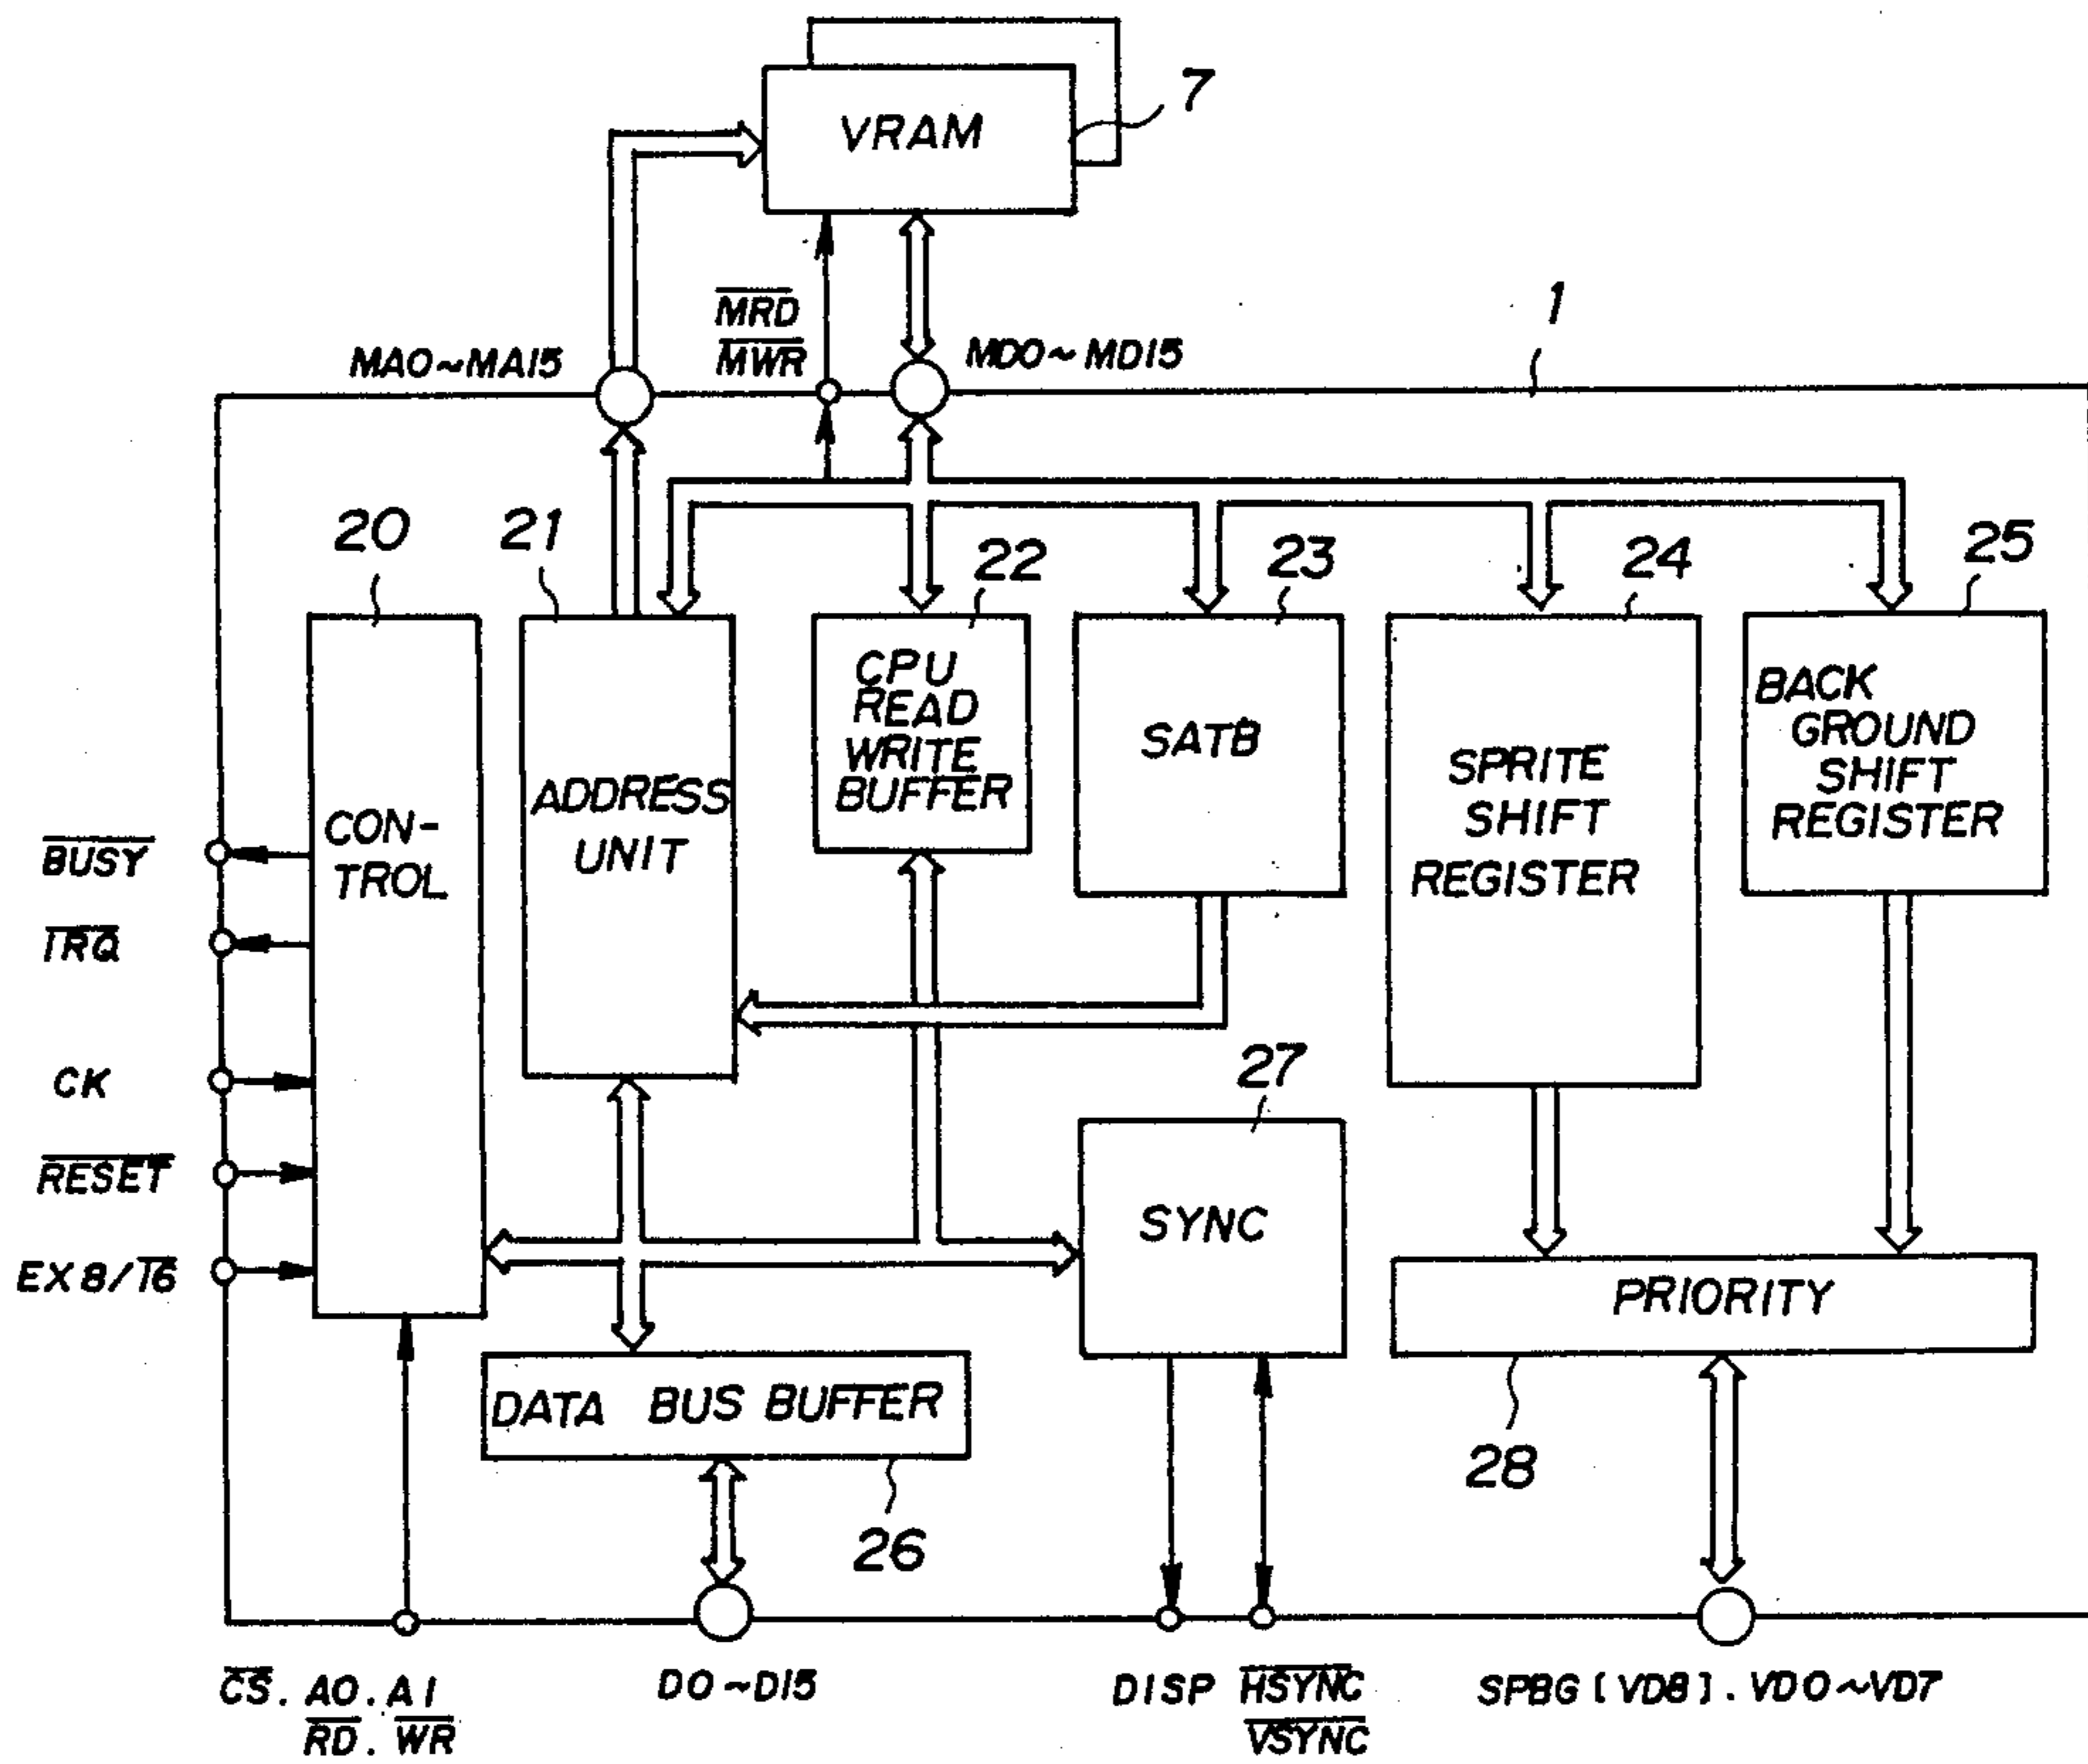 7
VRAM
1
MRD
MWR
MA0~MA15
MD0~MD15
20
21
22
23
24
25
CPU
READ
WRITE
BUFFER
SATB
BACK
GROUND
SHIFT
REGISTER
SPRITE
SHIFT
REGISTER
ADDRESS
UNIT
CON-
TROL
BUSY
IRQ
CK
RESET
EX8/16
27
SYNC
PRIORITY
28
DATA BUS BUFFER
26
CS. A0. A1
RD. WR
D0~D15
DISP HSYNC
VSYNC
SPBG [VD8]. VD0~VD7